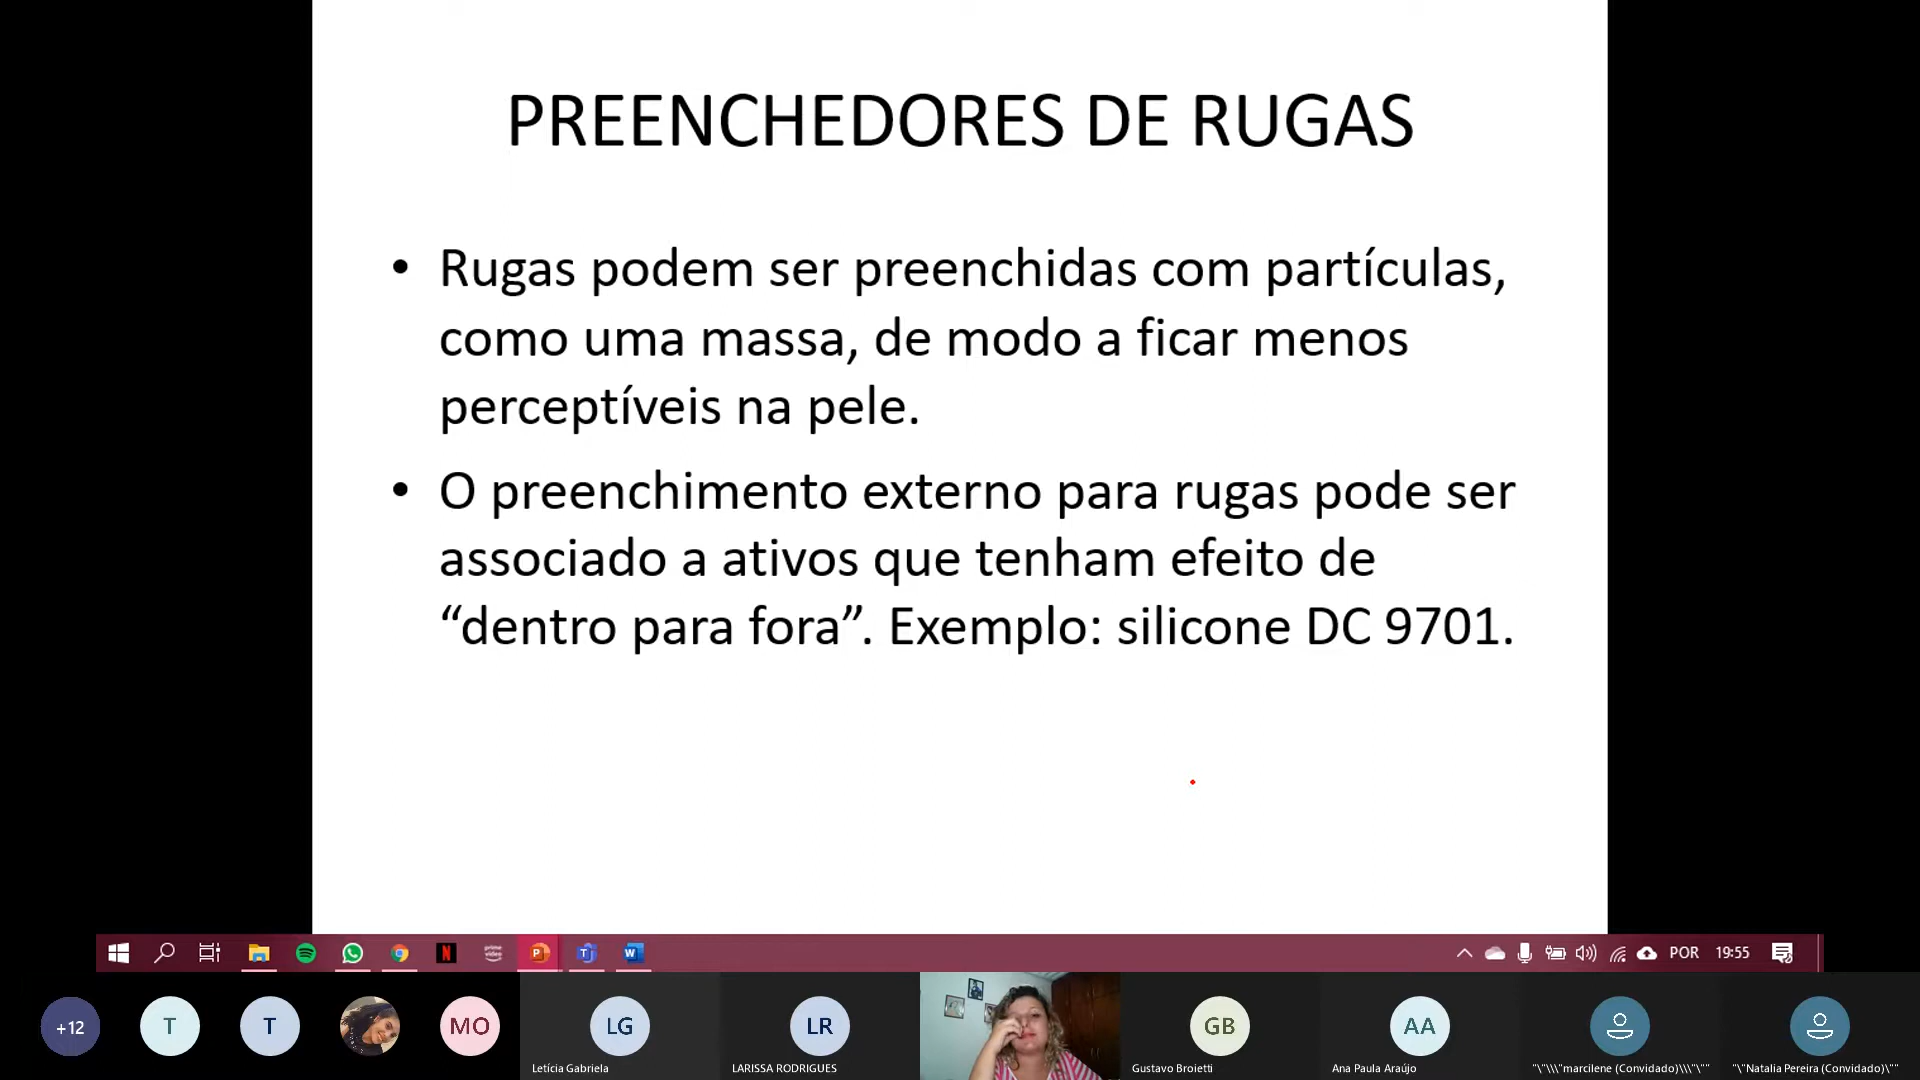 PREENCHEDORES DE RUGAS
• Rugas podem ser preenchidas com partículas,
como uma massa, de modo a ficar menos
perceptíveis na pele.
• O preenchimento externo para rugas pode ser
associado a ativos que tenham efeito de
“dentro para fora”. Exemplo: silicone DC 9701.
prime video POR 19:55
+12 T T MO LG LR GB AA
Letícia Gabriela LARISSA RODRIGUES Gustavo Broietti Ana Paula Araújo "\"\\\"marcilene (Convidado)\\\"\"" "\"Natalia Pereira (Convidado)\""